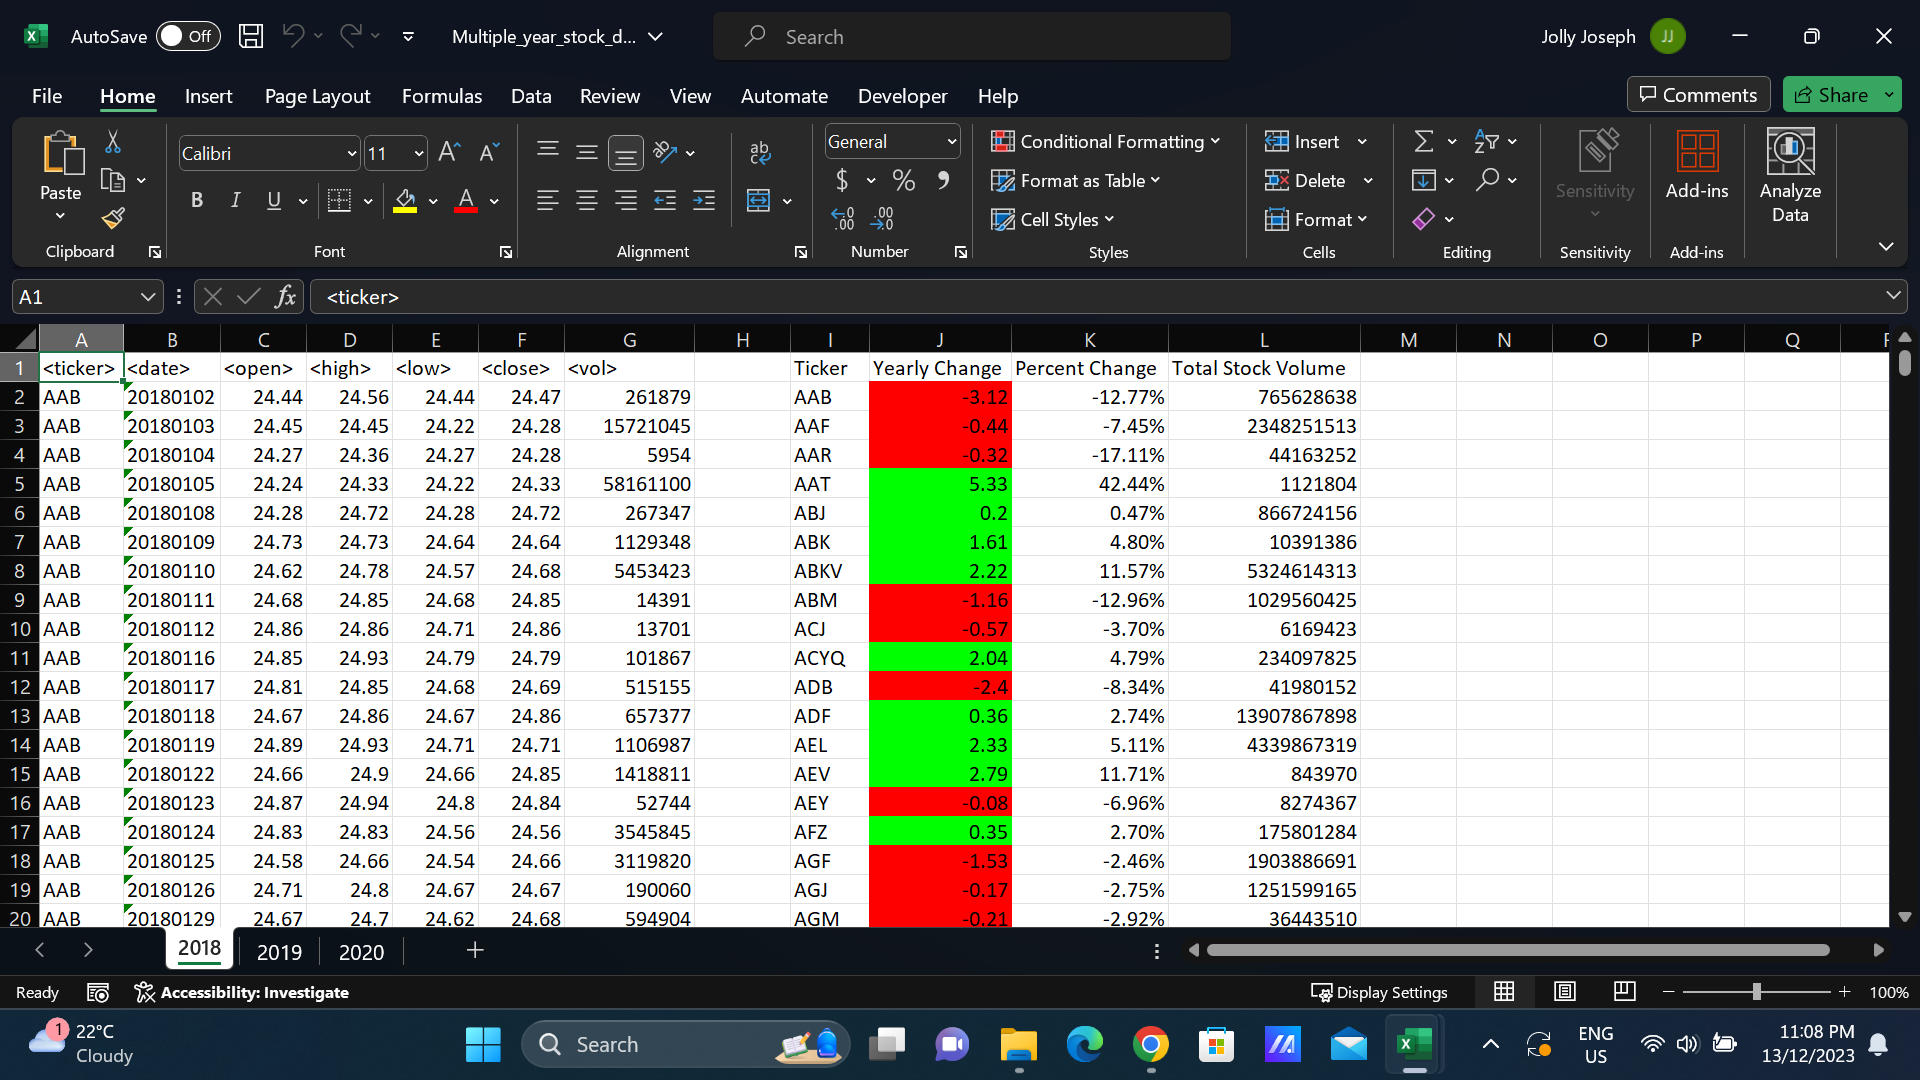 AutoSave Off Multiple_year_stock_d... Search Jolly Joseph JJ
File Home Insert Page Layout Formulas Data Review View Automate Developer Help Comments Share
Paste Calibri 11 General Conditional Formatting Insert Sensitivity Add-ins Analyze Data
B I U A $ % Format as Table Delete
Cell Styles Format
Clipboard Font Alignment Number Styles Cells Editing Sensitivity Add-ins
A1 fx <ticker>
A B C D E F G H I J K L M N O P Q
1 <ticker> <date> <open> <high> <low> <close> <vol> Ticker Yearly Change Percent Change Total Stock Volume
2 AAB 20180102 24.44 24.56 24.44 24.47 261879 AAB -3.12 -12.77% 765628638
3 AAB 20180103 24.45 24.45 24.22 24.28 15721045 AAF -0.44 -7.45% 2348251513
4 AAB 20180104 24.27 24.36 24.27 24.28 5954 AAR -0.32 -17.11% 44163252
5 AAB 20180105 24.24 24.33 24.22 24.33 58161100 AAT 5.33 42.44% 1121804
6 AAB 20180108 24.28 24.72 24.28 24.72 267347 ABJ 0.2 0.47% 866724156
7 AAB 20180109 24.73 24.73 24.64 24.64 1129348 ABK 1.61 4.80% 10391386
8 AAB 20180110 24.62 24.78 24.57 24.68 5453423 ABKV 2.22 11.57% 5324614313
9 AAB 20180111 24.68 24.85 24.68 24.85 14391 ABM -1.16 -12.96% 1029560425
10 AAB 20180112 24.86 24.86 24.71 24.86 13701 ACJ -0.57 -3.70% 6169423
11 AAB 20180116 24.85 24.93 24.79 24.79 101867 ACYQ 2.04 4.79% 234097825
12 AAB 20180117 24.81 24.85 24.68 24.69 515155 ADB -2.4 -8.34% 41980152
13 AAB 20180118 24.67 24.86 24.67 24.86 657377 ADF 0.36 2.74% 13907867898
14 AAB 20180119 24.89 24.93 24.71 24.71 1106987 AEL 2.33 5.11% 4339867319
15 AAB 20180122 24.66 24.9 24.66 24.85 1418811 AEV 2.79 11.71% 843970
16 AAB 20180123 24.87 24.94 24.8 24.84 52744 AEY -0.08 -6.96% 8274367
17 AAB 20180124 24.83 24.83 24.56 24.56 3545845 AFZ 0.35 2.70% 175801284
18 AAB 20180125 24.58 24.66 24.54 24.66 3119820 AGF -1.53 -2.46% 1903886691
19 AAB 20180126 24.71 24.8 24.67 24.67 190060 AGJ -0.17 -2.75% 1251599165
20 AAB 20180129 24.67 24.7 24.62 24.68 594904 AGM -0.21 -2.92% 36443510
2018 2019 2020
Ready Accessibility: Investigate Display Settings 100%
1 22°C Cloudy Search ENG US 11:08 PM 13/12/2023